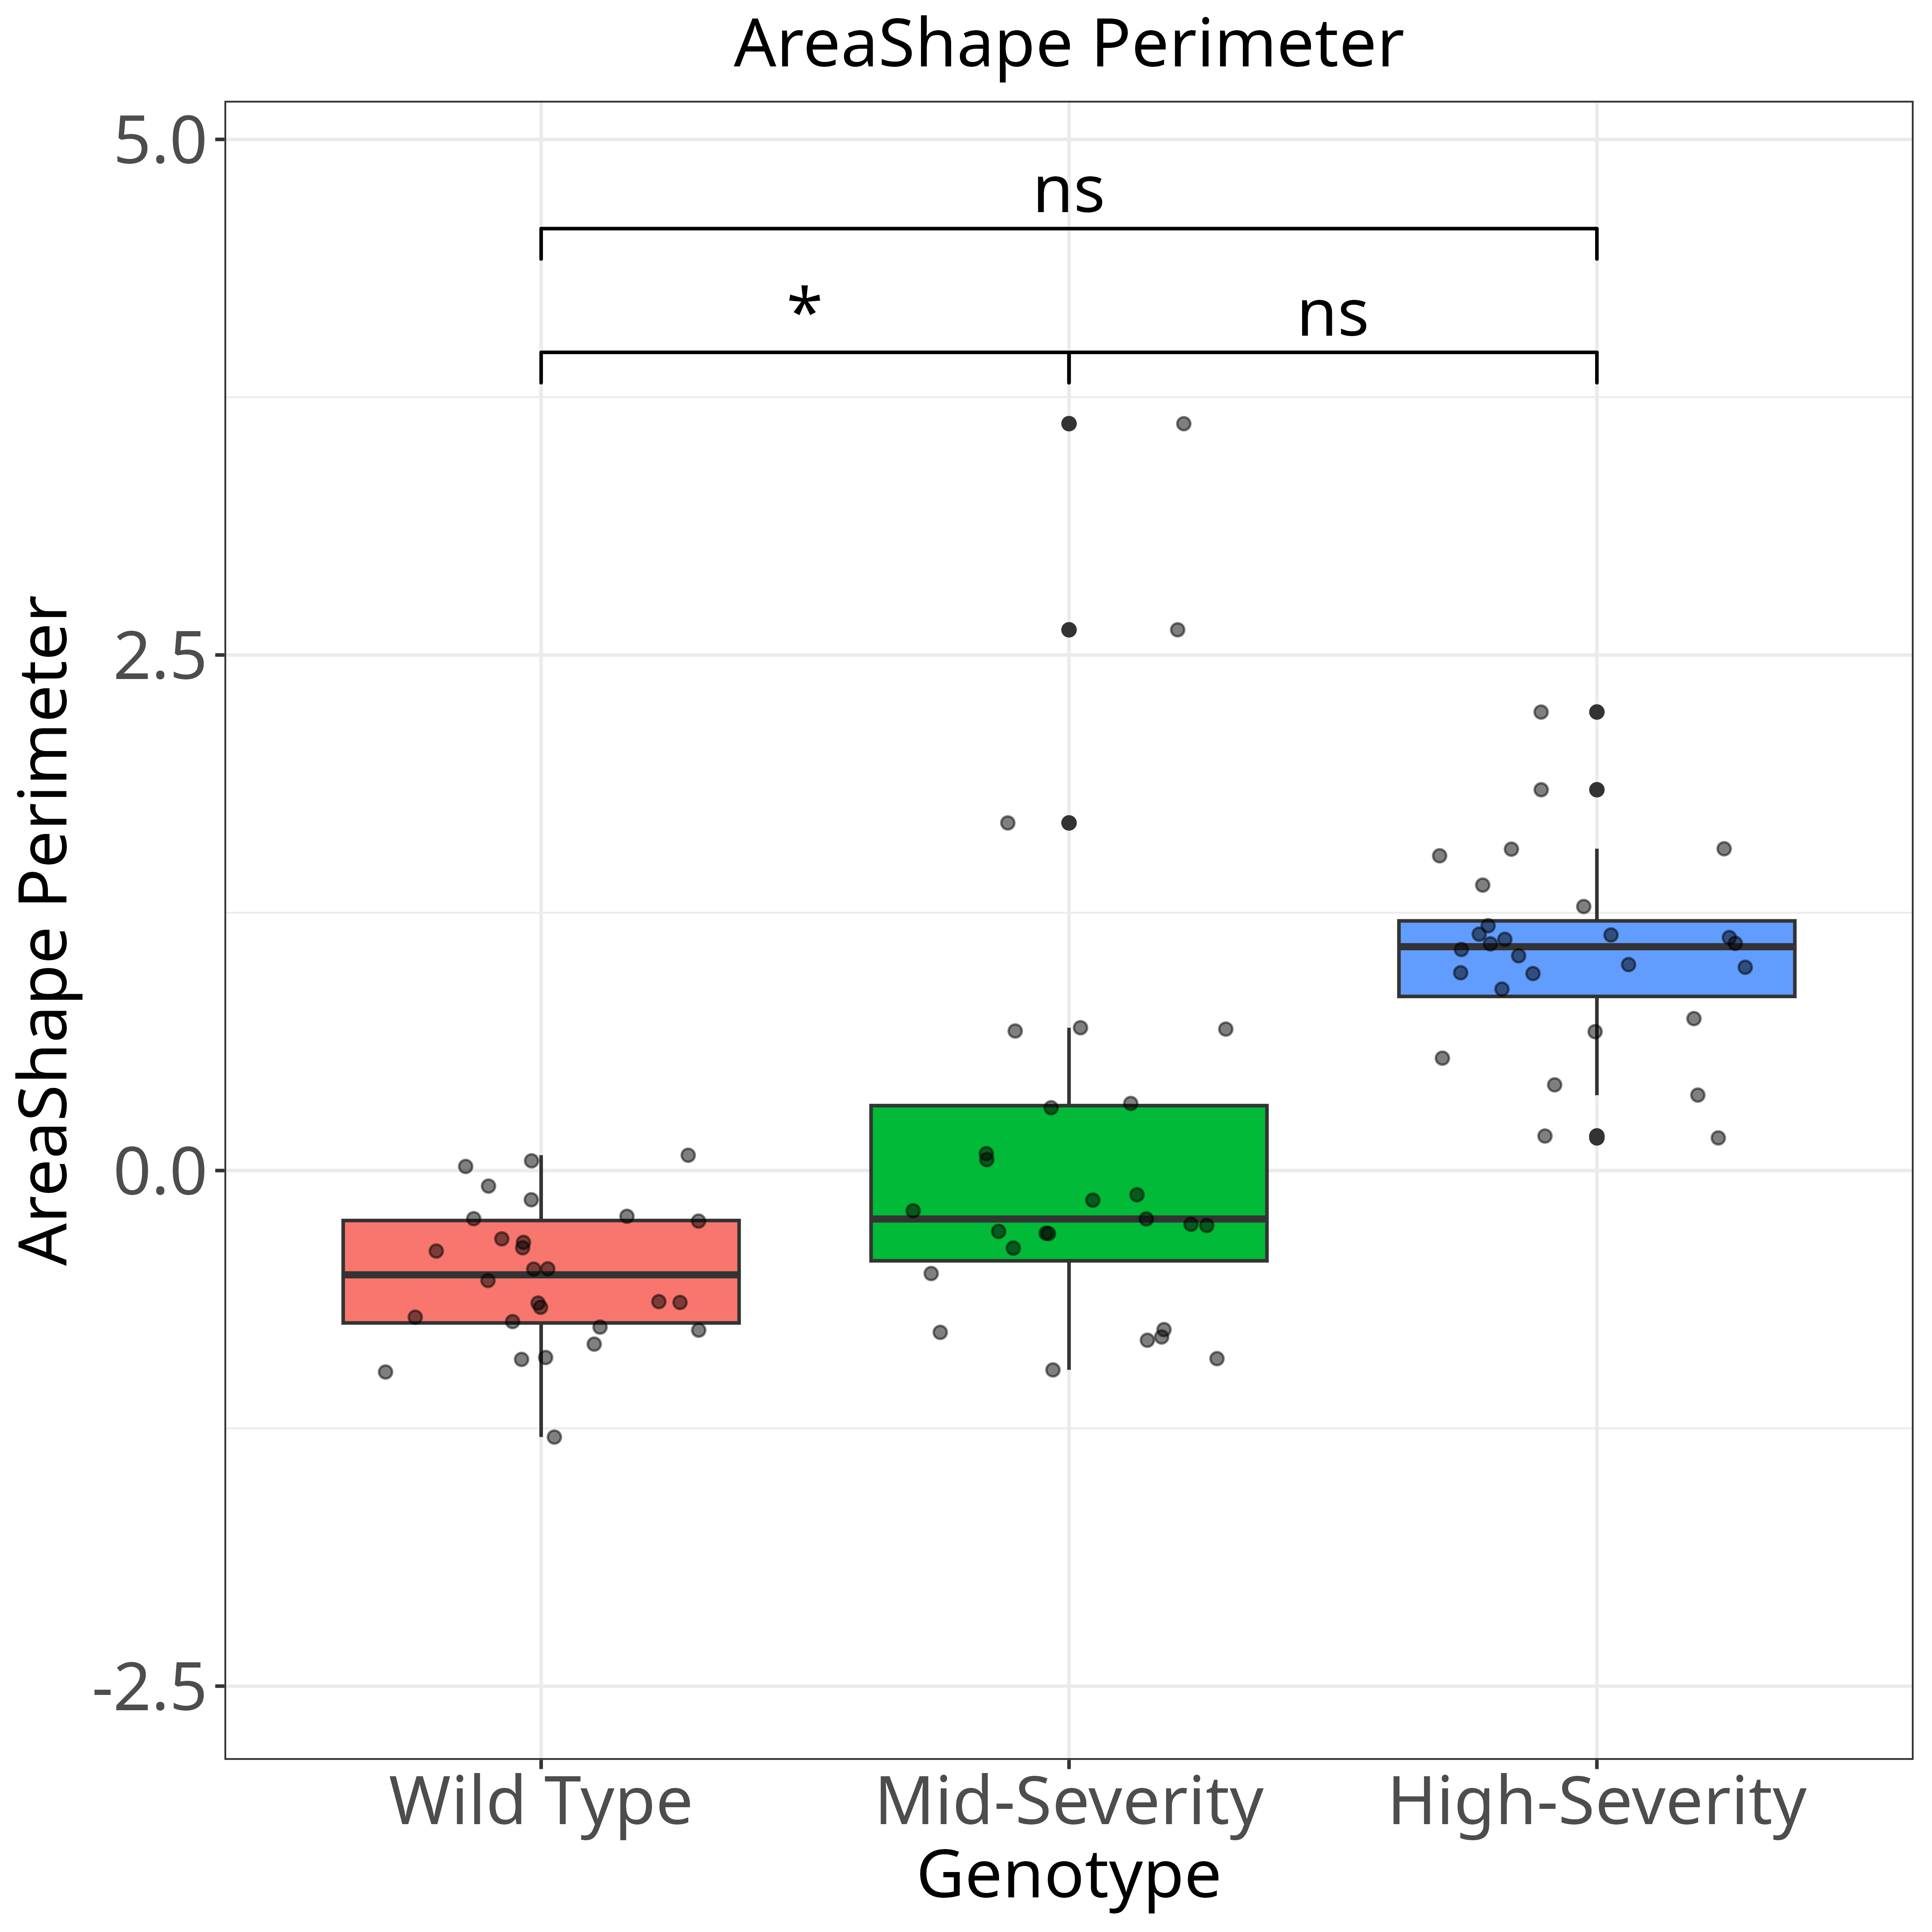 AreaShape Perimeter
5.0
ns
* ns
2.5
AreaShape Perimeter
0.0
-2.5
Wild Type Mid-Severity High-Severity
Genotype